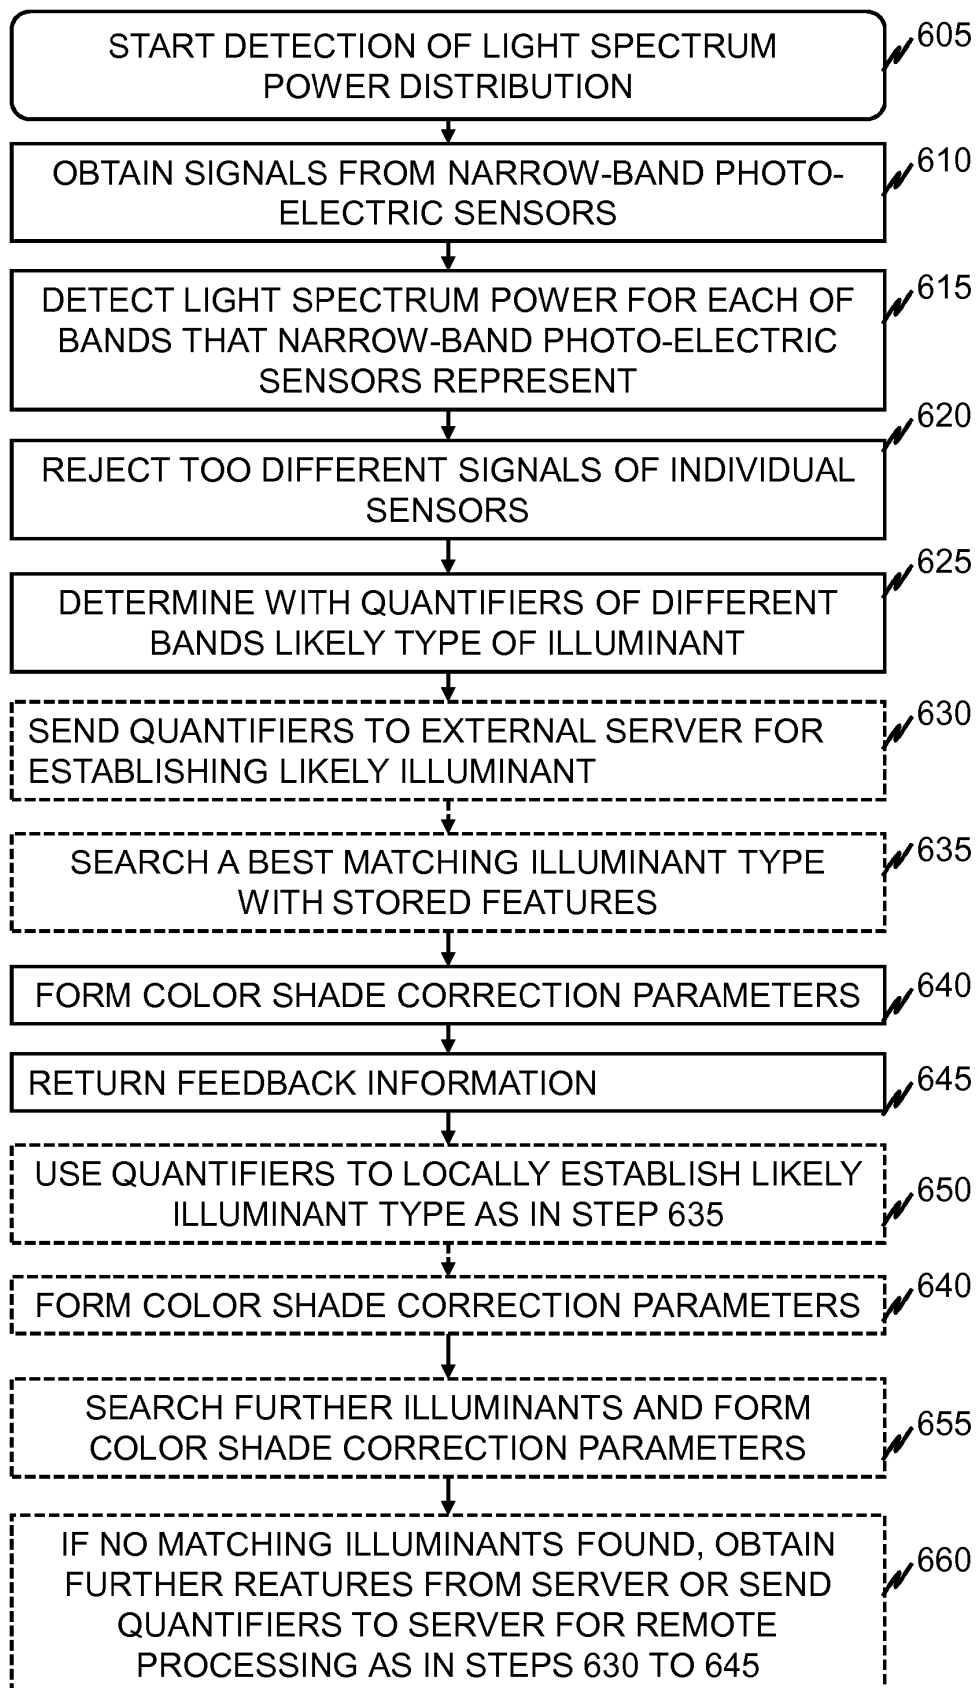 START DETECTION OF LIGHT SPECTRUM
POWER DISTRIBUTION
605
OBTAIN SIGNALS FROM NARROW-BAND PHOTO-
ELECTRIC SENSORS
610
DETECT LIGHT SPECTRUM POWER FOR EACH OF
BANDS THAT NARROW-BAND PHOTO-ELECTRIC
SENSORS REPRESENT
615
REJECT TOO DIFFERENT SIGNALS OF INDIVIDUAL
SENSORS
620
DETERMINE WITH QUANTIFIERS OF DIFFERENT
BANDS LIKELY TYPE OF ILLUMINANT
625
SEND QUANTIFIERS TO EXTERNAL SERVER FOR
ESTABLISHING LIKELY ILLUMINANT
630
SEARCH A BEST MATCHING ILLUMINANT TYPE
WITH STORED FEATURES
635
FORM COLOR SHADE CORRECTION PARAMETERS
640
RETURN FEEDBACK INFORMATION
645
USE QUANTIFIERS TO LOCALLY ESTABLISH LIKELY
ILLUMINANT TYPE AS IN STEP 635
650
FORM COLOR SHADE CORRECTION PARAMETERS
640
SEARCH FURTHER ILLUMINANTS AND FORM
COLOR SHADE CORRECTION PARAMETERS
655
IF NO MATCHING ILLUMINANTS FOUND, OBTAIN
FURTHER REATURES FROM SERVER OR SEND
QUANTIFIERS TO SERVER FOR REMOTE
PROCESSING AS IN STEPS 630 TO 645
660